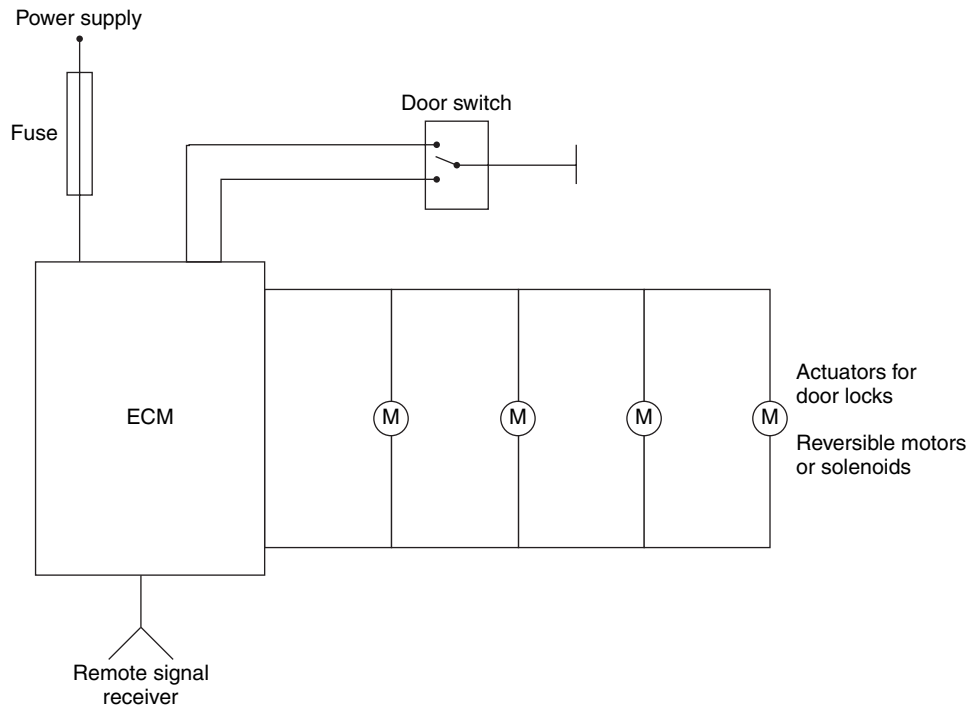 Power supply
Fuse
Door switch
ECM
M
M
M
M
Actuators for
door locks
Reversible motors
or solenoids
Remote signal
receiver